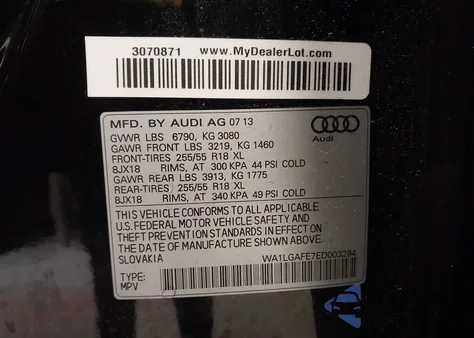 3070871 www.MyDealerLot.com
MFD. BY AUDI AG 07 13
GVWR LBS 6790, KG 3080
GAWR FRONT LBS 3219, KG 1460
FRONT-TIRES 255/55 R18 XL
8JX18 RIMS, AT 300 KPA 44 PSI COLD
GAWR REAR LBS 3913, KG 1775
REAR-TIRES 255/55 R18 XL
8JX18 RIMS, AT 340 KPA 49 PSI COLD
Audi
THIS VEHICLE CONFORMS TO ALL APPLICABLE
U.S. FEDERAL MOTOR VEHICLE SAFETY AND
THEFT PREVENTION STANDARDS IN EFFECT ON
THE DATE OF MANUFACTURE SHOWN ABOVE
SLOVAKIA WA1LGAFE7ED003294
TYPE:
MPV